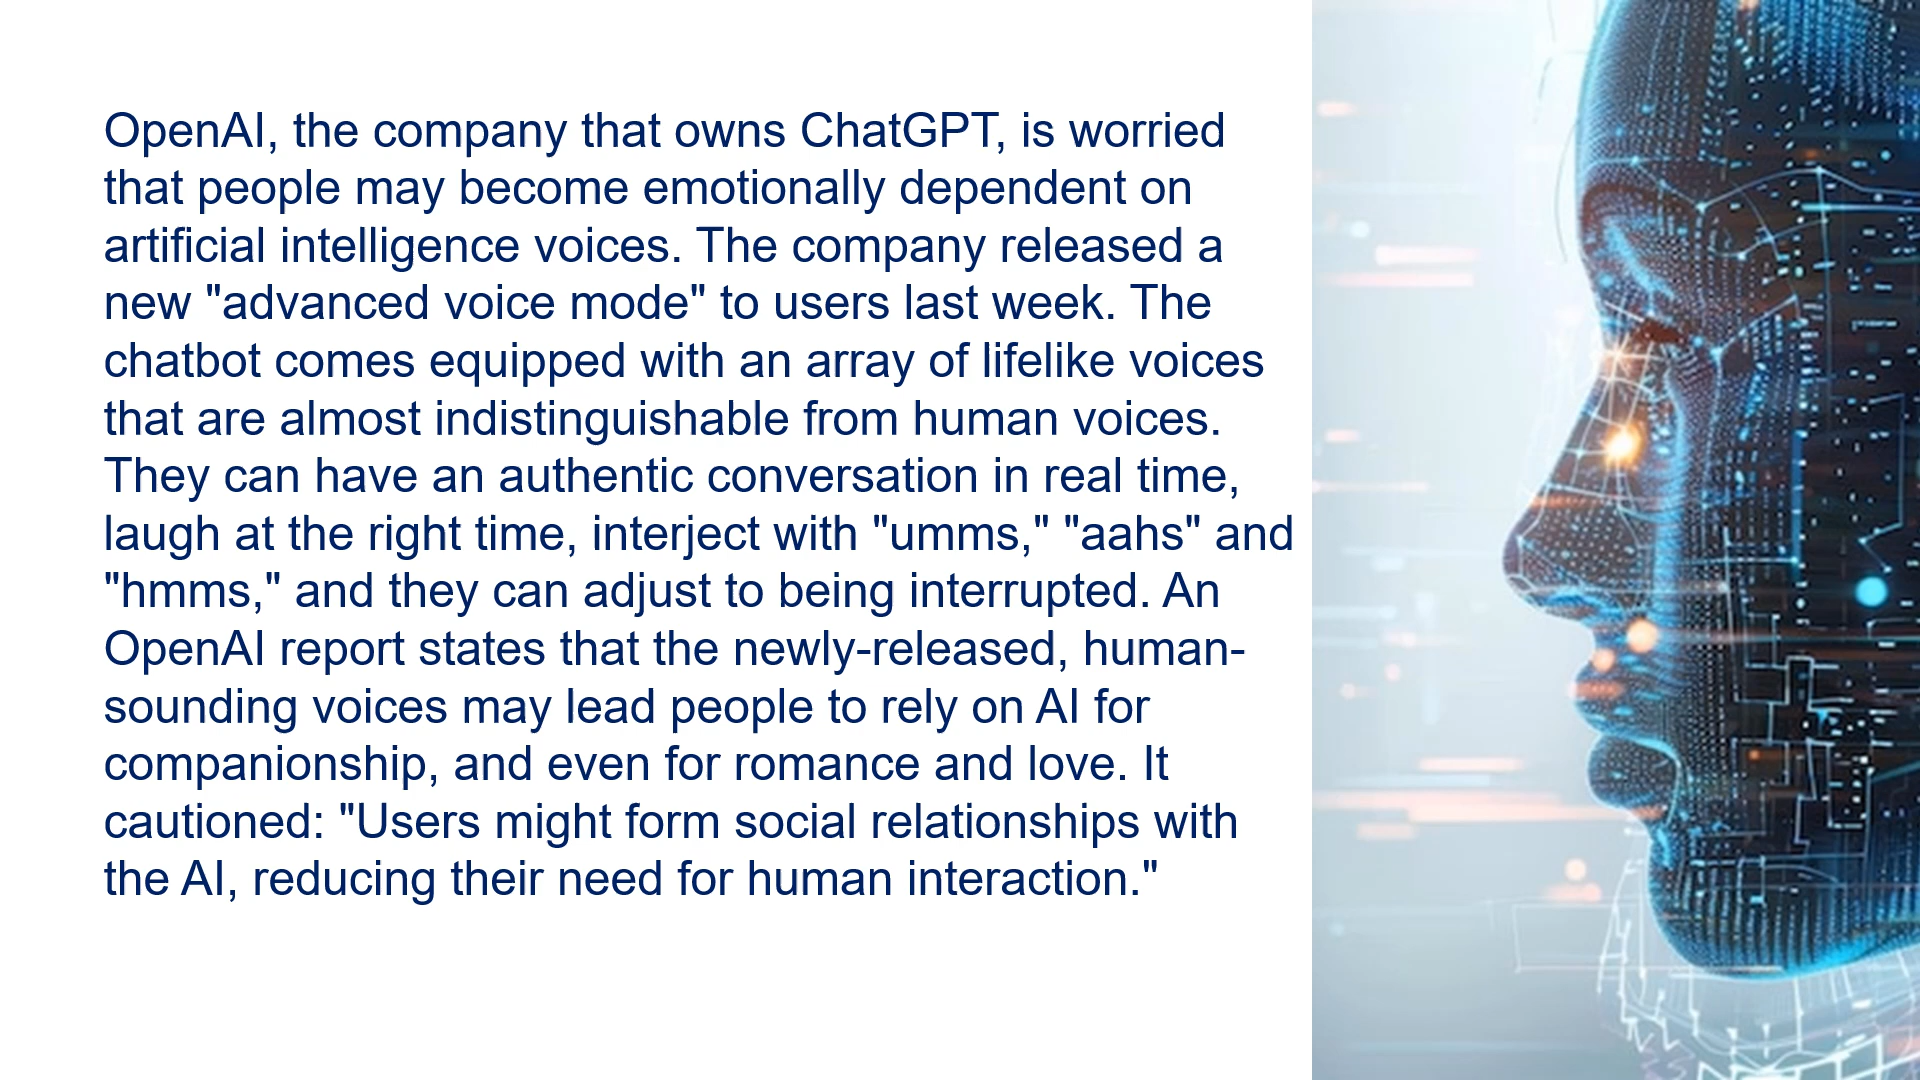 OpenAI, the company that owns ChatGPT, is worried
that people may become emotionally dependent on
artificial intelligence voices. The company released a
new "advanced voice mode" to users last week. The
chatbot comes equipped with an array of lifelike voices
that are almost indistinguishable from human voices.
They can have an authentic conversation in real time,
laugh at the right time, interject with "umms," "aahs" and
"hmms," and they can adjust to being interrupted. An
OpenAI report states that the newly-released, human-
sounding voices may lead people to rely on AI for
companionship, and even for romance and love. It
cautioned: "Users might form social relationships with
the AI, reducing their need for human interaction."